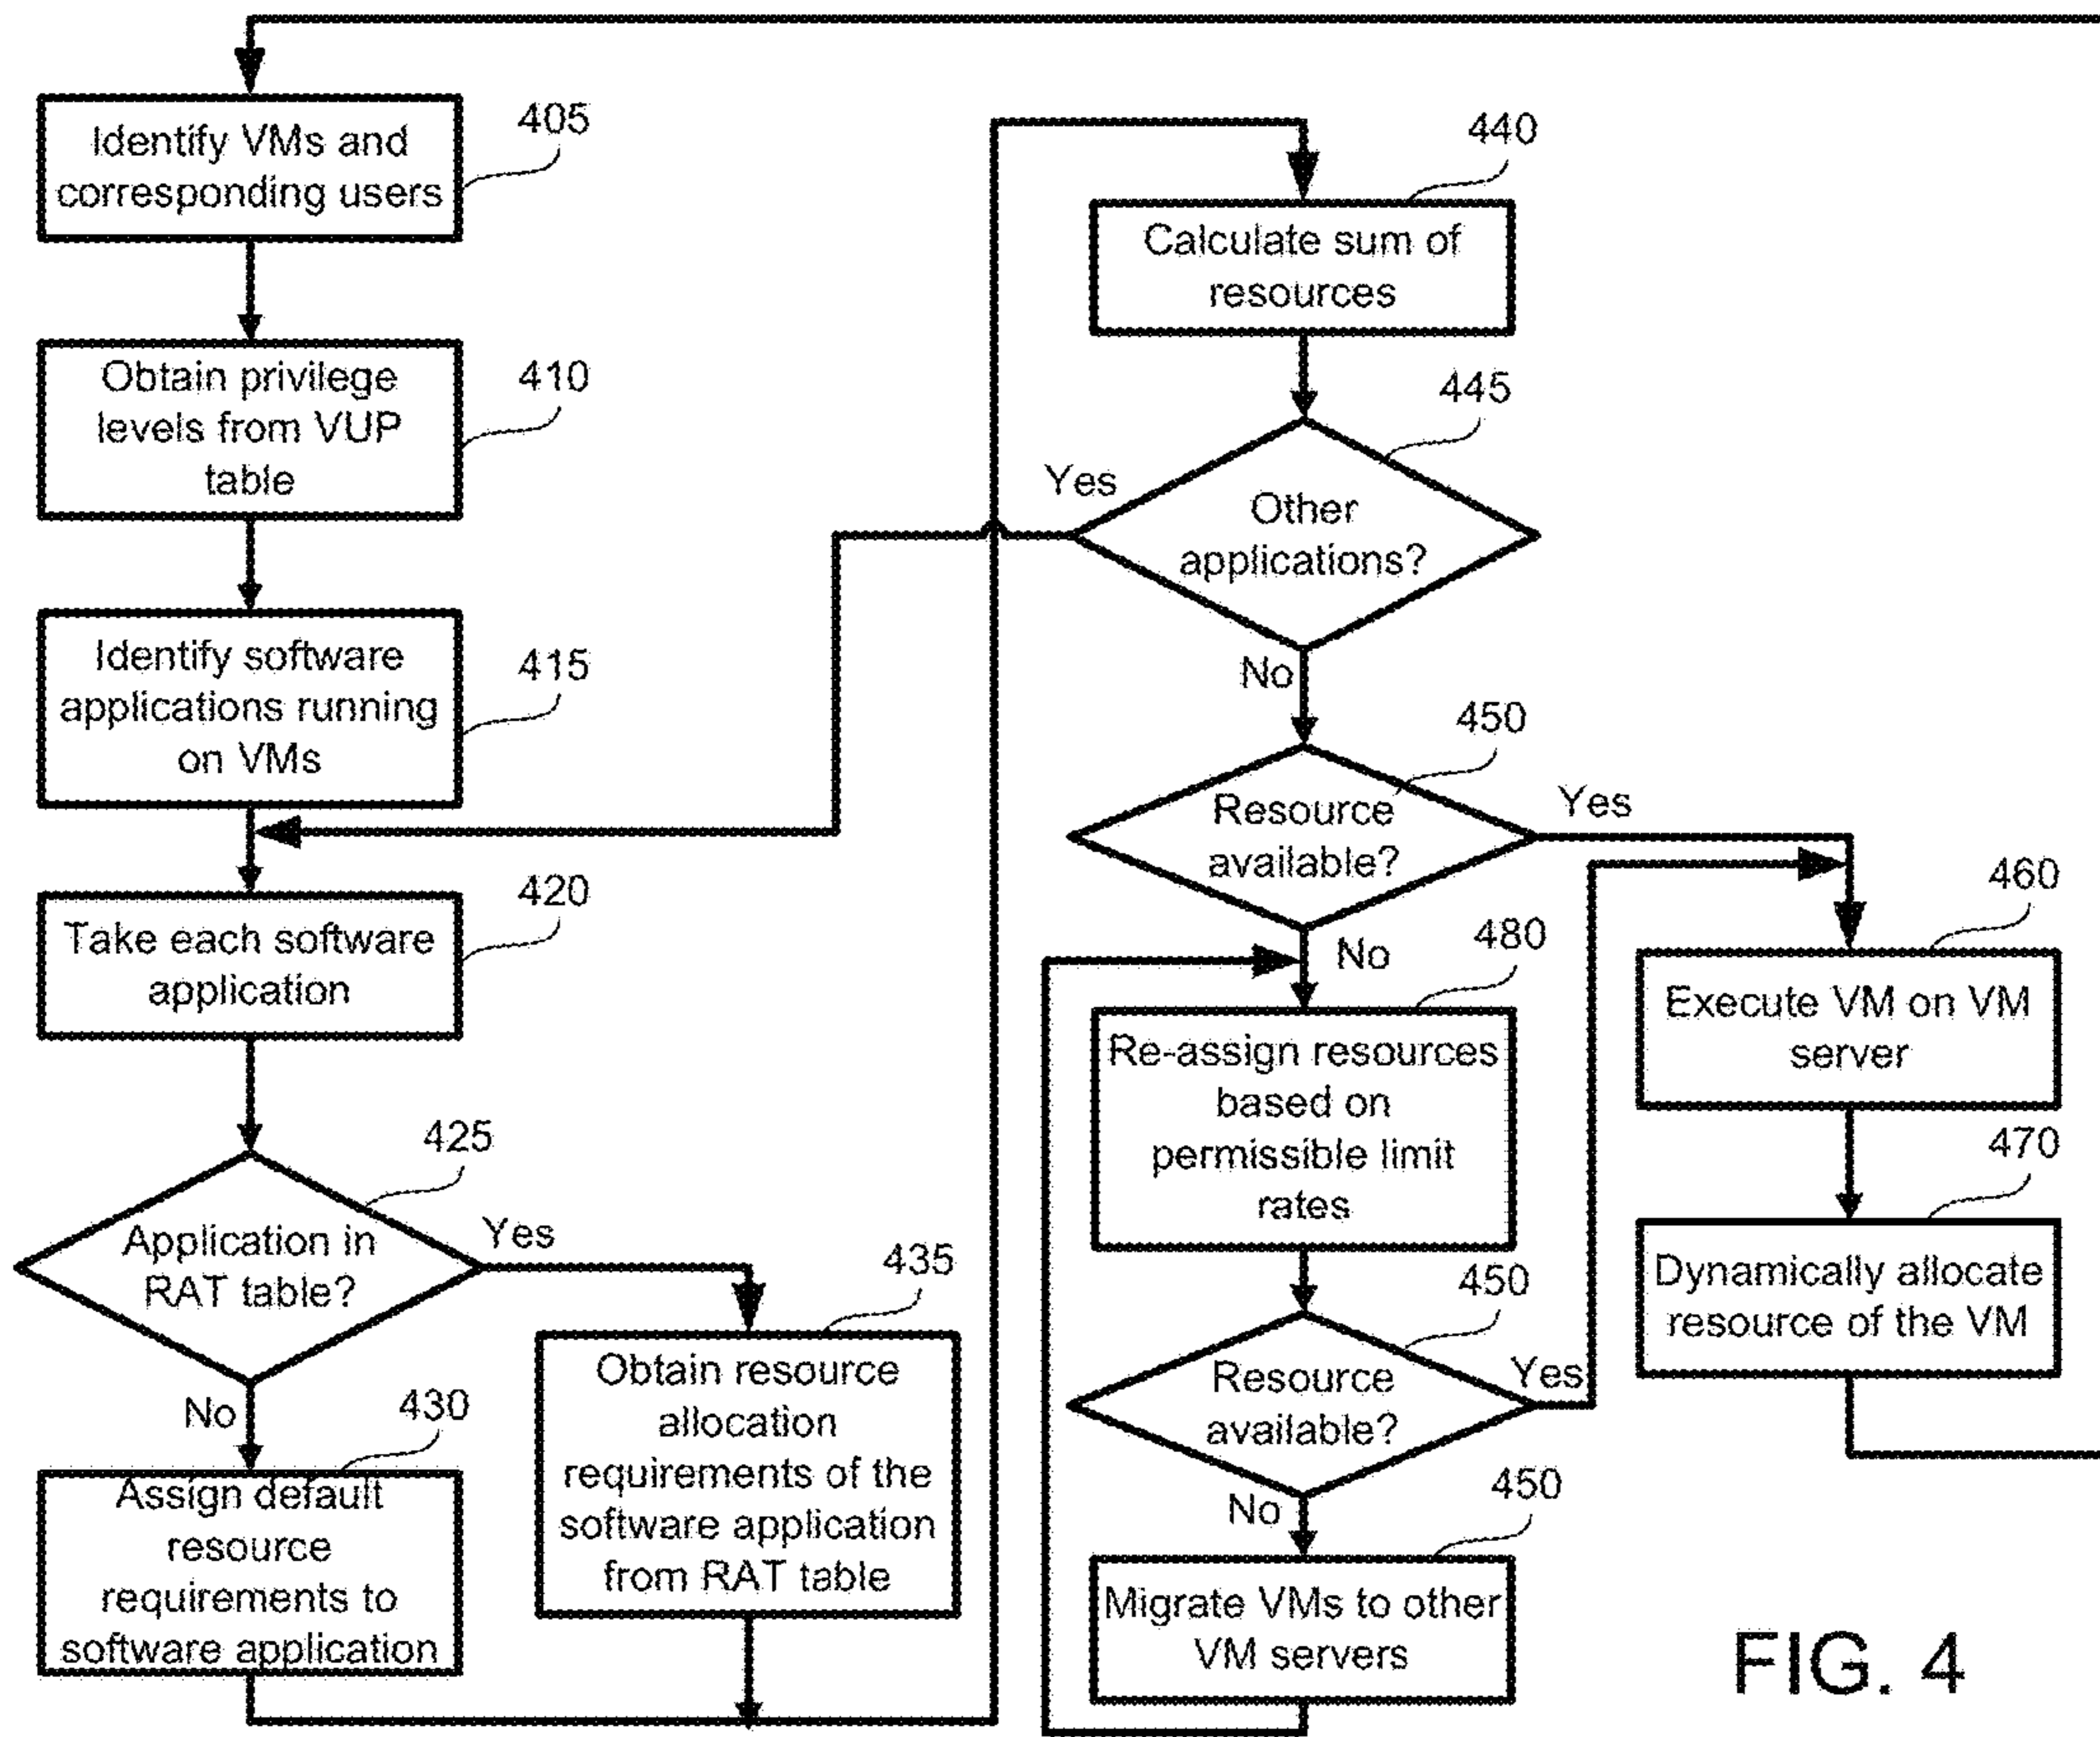 405
Identify VMs and
corresponding users
410
Obtain privilege
levels from VUP
table
415
Identify software
applications running
on VMs
420
Take each software
application
425
Application in
RAT table?
Yes
No
430
Assign default
resource
requirements to
software application
435
Obtain resource
allocation
requirements of the
software application
from RAT table
440
Calculate sum of
resources
445
Other
applications?
Yes
No
450
Resource
available?
Yes
No
480
Re-assign resources
based on
permissible limit
rates
450
Resource
available?
Yes
No
450
Migrate VMs to other
VM servers
460
Execute VM on VM
server
470
Dynamically allocate
resource of the VM
FIG. 4